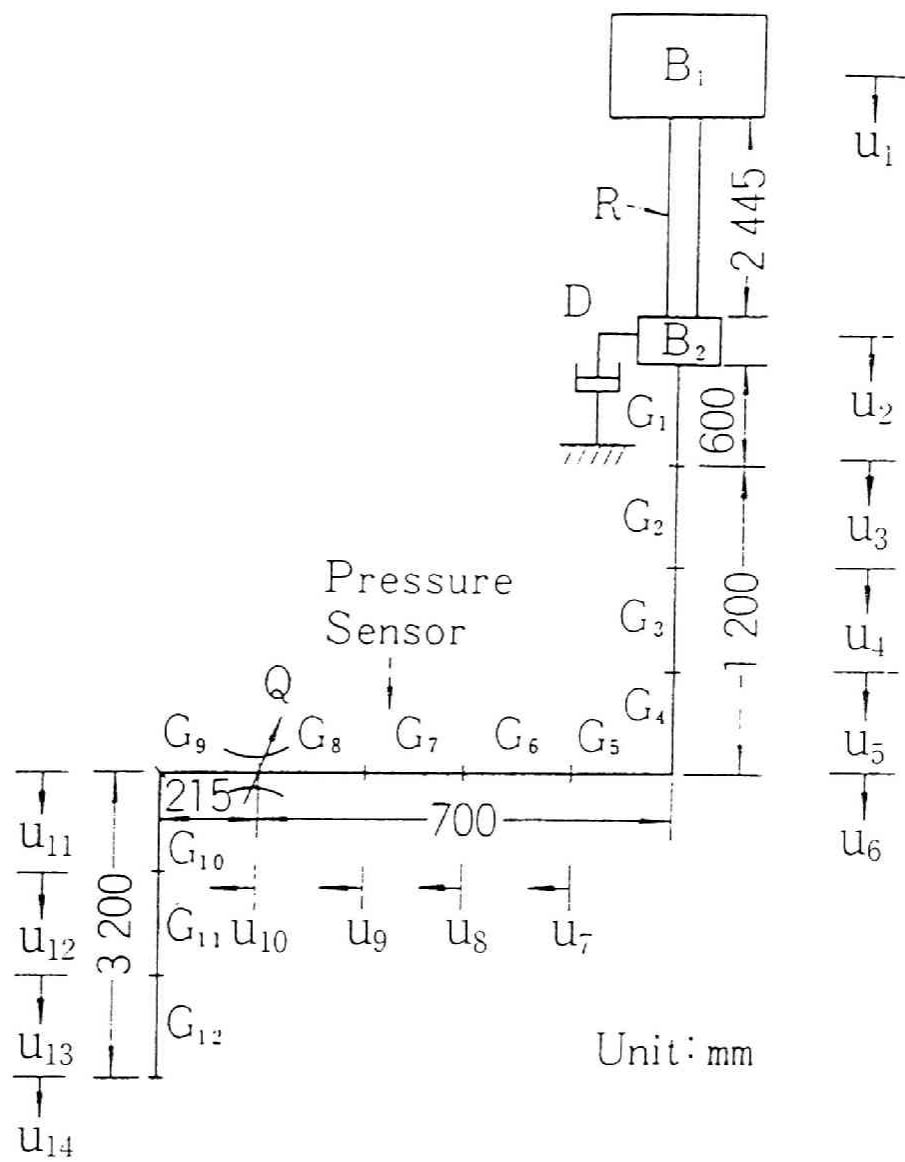 B₁
u₁
R
2 445
D
B₂
u₂
G₁
600
G₂
u₃
Pressure
Sensor
G₃
1 200
u₄
Q
G₄
G₉
G₈
G₇
G₆
G₅
u₅
215
700
u₁₁
u₆
G₁₀
3 200
u₁₂
G₁₁
u₁₀
u₉
u₈
u₇
u₁₃
G₁₂
Unit: mm
u₁₄